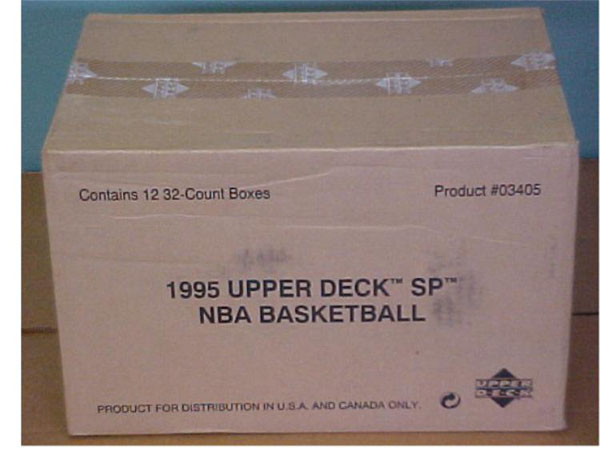 Contains 12 32-Count Boxes
Product #03405
1995 UPPER DECK™ SP™
NBA BASKETBALL
PRODUCT FOR DISTRIBUTION IN U.S.A. AND CANADA ONLY.
UPPER
DECK